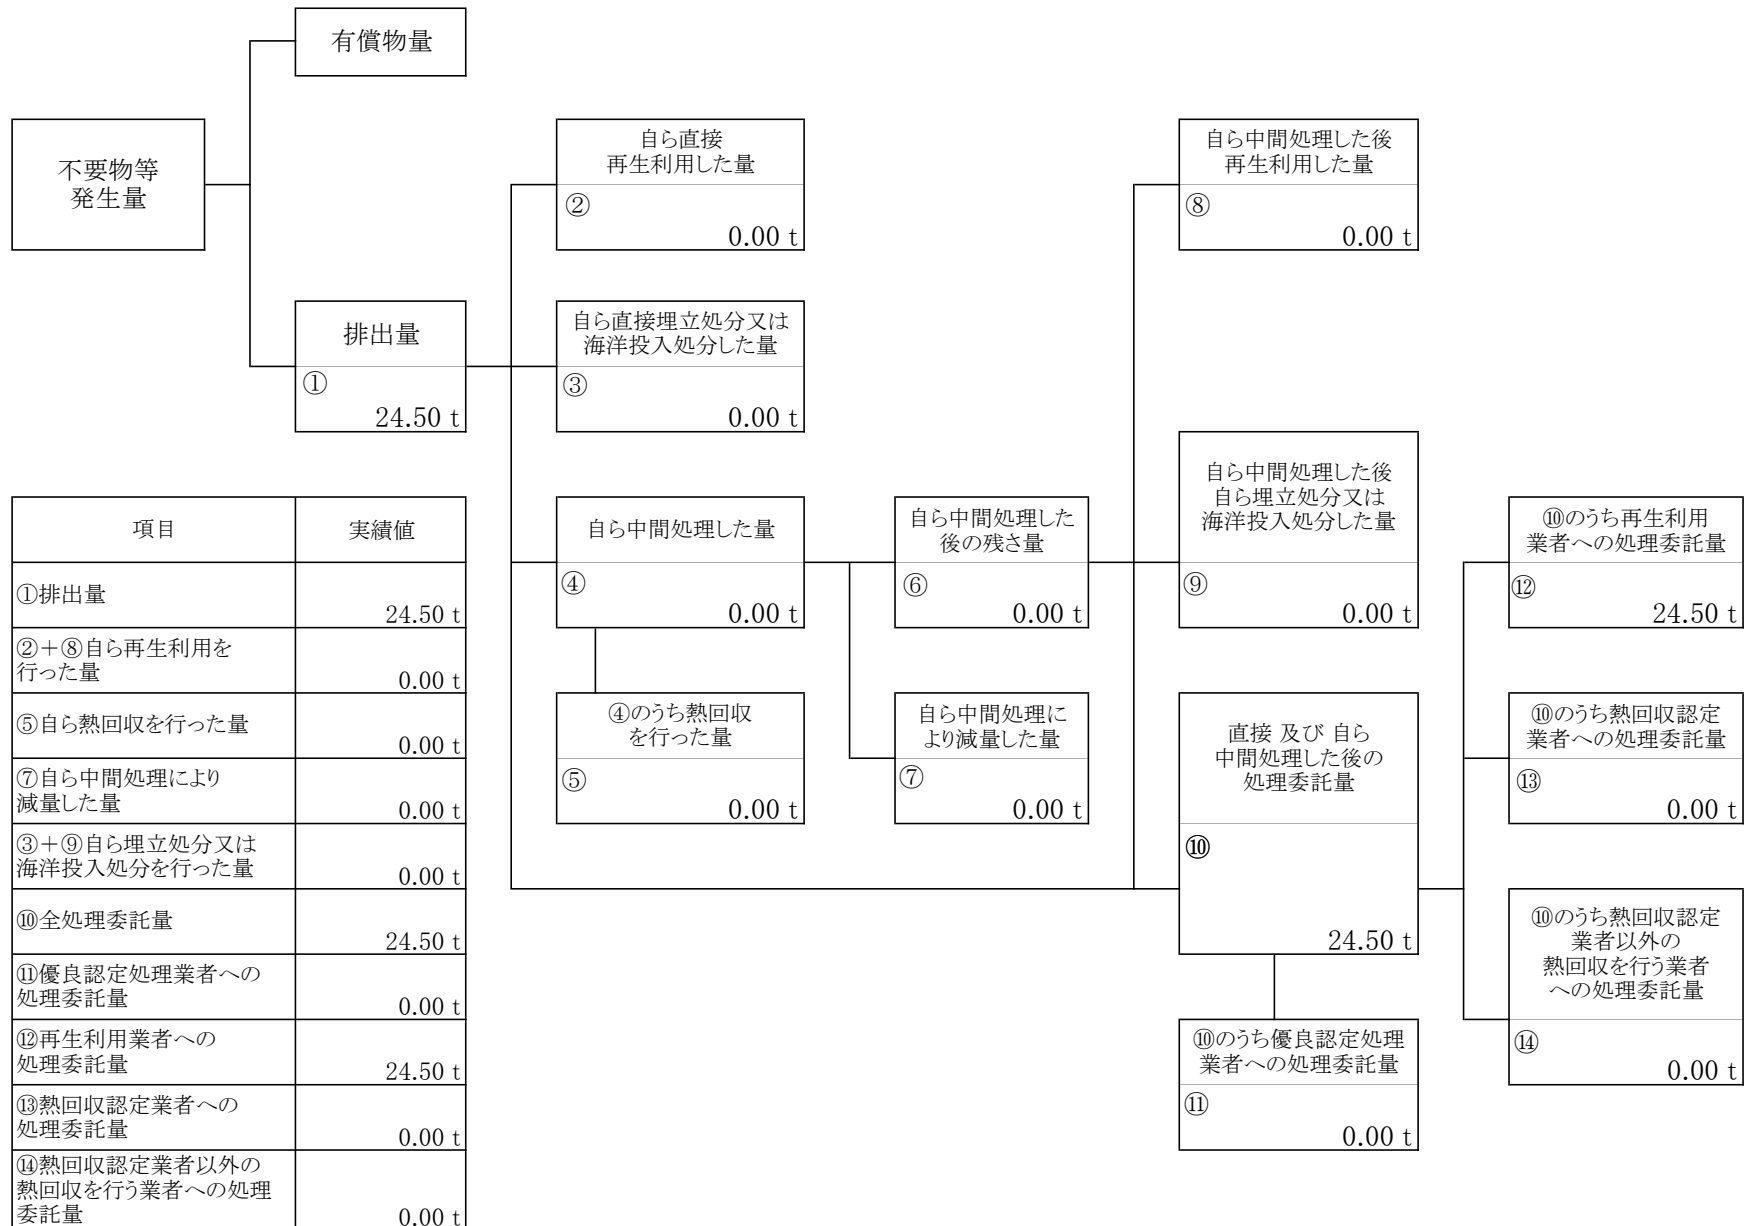 有償物量
不要物等
発生量
自ら直接
再生利用した量
②
0.00 t
自ら中間処理した後
再生利用した量
⑧
0.00 t
排出量
①
24.50 t
自ら直接埋立処分又は
海洋投入処分した量
③
0.00 t
自ら中間処理した量
④
0.00 t
自ら中間処理した
後の残さ量
⑥
0.00 t
自ら中間処理した後
自ら埋立処分又は
海洋投入処分した量
⑨
0.00 t
⑩のうち再生利用
業者への処理委託量
⑫
24.50 t
④のうち熱回収
を行った量
⑤
0.00 t
自ら中間処理に
より減量した量
⑦
0.00 t
直接 及び 自ら
中間処理した後の
処理委託量
⑩
24.50 t
⑩のうち熱回収認定
業者への処理委託量
⑬
0.00 t
⑩のうち熱回収認定
業者以外の
熱回収を行う業者
への処理委託量
⑭
0.00 t
⑩のうち優良認定処理
業者への処理委託量
⑪
0.00 t
項目 実績値
①排出量
24.50 t
②＋⑧自ら再生利用を
行った量
0.00 t
⑤自ら熱回収を行った量
0.00 t
⑦自ら中間処理により
減量した量
0.00 t
③＋⑨自ら埋立処分又は
海洋投入処分を行った量
0.00 t
⑩全処理委託量
24.50 t
⑪優良認定処理業者への
処理委託量
0.00 t
⑫再生利用業者への
処理委託量
24.50 t
⑬熱回収認定業者への
処理委託量
0.00 t
⑭熱回収認定業者以外の
熱回収を行う業者への処理
委託量
0.00 t